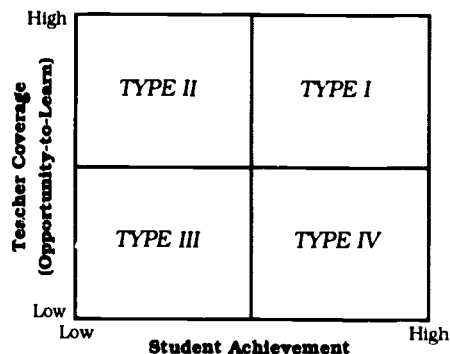 High
TYPE II
TYPE I
Teacher Coverage
(Opportunity-to-Learn)
TYPE III
TYPE IV
Low
Low
High
Student Achievement